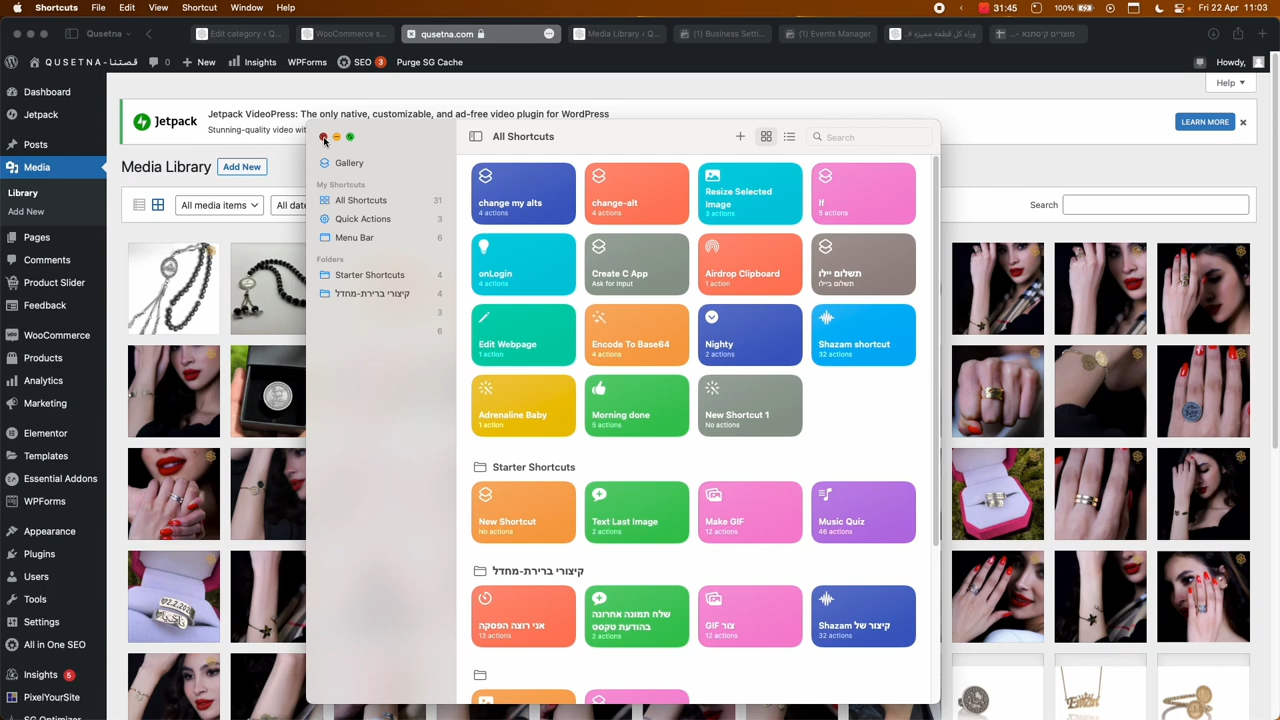 Shortcuts File Edit View Shortcut Window Help 31:45 100% Fri 22 Apr 11:03
Qusetna Edit category ‹ Q... WooCommerce s... qusetna.com Media Library ‹ Q... (1) Business Setti... (1) Events Manager
מוצרים ק׳סתנא -...
Q U S E T N A قصتنا 0 New Insights WPForms SEO 3 Purge SG Cache Howdy,
Help
Jetpack
Jetpack VideoPress: The only native, customizable, and ad-free video plugin for WordPress
Stunning-quality video wit
LEARN MORE
Media Library Add New
All media items All date
Search
Dashboard
Jetpack
Posts
Media
Library
Add New
Pages
Comments
Product Slider
Feedback
WooCommerce
Products
Analytics
Marketing
Elementor
Templates
Essential Addons
WPForms
Appearance
Plugins
Users
Tools
Settings
All in One SEO
Insights 5
PixelYourSite
SG Optimizer
Gallery
My Shortcuts
All Shortcuts 31
Quick Actions 3
Menu Bar 6
Folders
Starter Shortcuts 4
קיצורי ברירת-מחדל 4
3
6
All Shortcuts
Search
change my alts
4 actions
change-alt
4 actions
Resize Selected
Image
3 actions
If
5 actions
onLogin
4 actions
Create C App
Ask for input
Airdrop Clipboard
1 action
תשלום יילו
תשלום ביילו
Edit Webpage
1 action
Encode To Base64
4 actions
Nighty
2 actions
Shazam shortcut
32 actions
Adrenaline Baby
1 action
Morning done
5 actions
New Shortcut 1
No actions
Starter Shortcuts
New Shortcut
No actions
Text Last Image
2 actions
Make GIF
12 actions
Music Quiz
46 actions
קיצורי ברירת-מחדל
אני רוצה הפסקה
13 actions
שלח תמונה אחרונה
בהודעת טקסט
2 actions
צור GIF
12 actions
קיצור של Shazam
32 actions